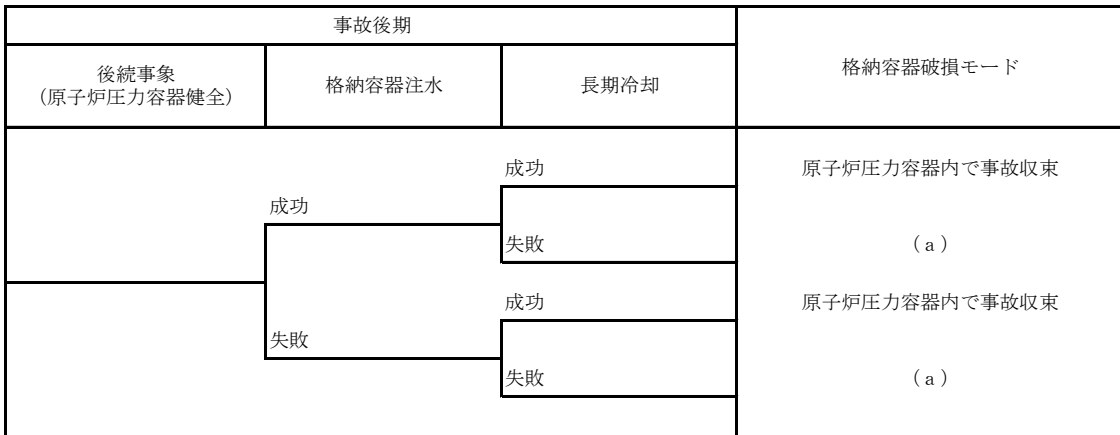 事故後期
後続事象
(原子炉圧力容器健全)
格納容器注水
長期冷却
格納容器破損モード
成功
原子炉圧力容器内で事故収束
成功
失敗
(a)
成功
原子炉圧力容器内で事故収束
失敗
失敗
(a)